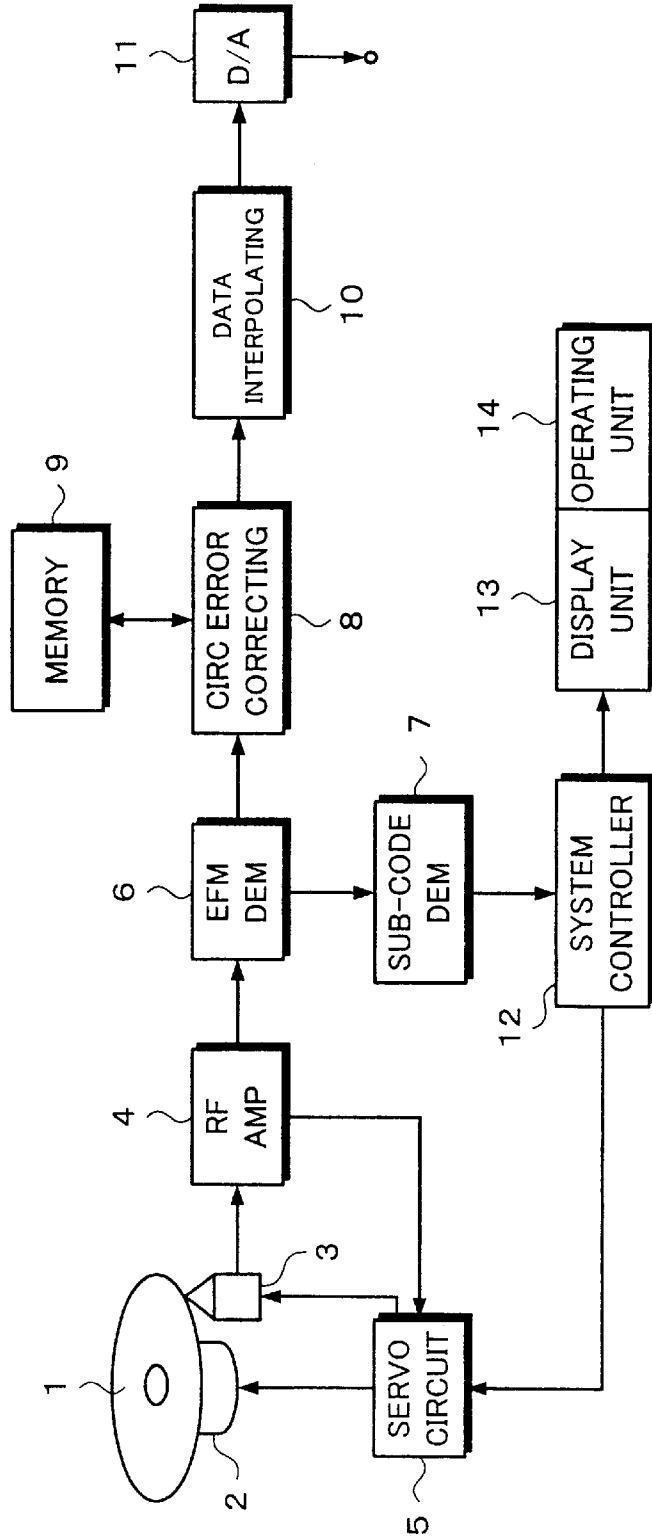 1
2
3
4
RF
AMP
5
SERVO
CIRCUIT
6
EFM
DEM
7
SUB-CODE
DEM
8
CIRC ERROR
CORRECTING
9
MEMORY
10
DATA
INTERPOLATING
11
D/A
12
SYSTEM
CONTROLLER
13
DISPLAY
UNIT
14
OPERATING
UNIT